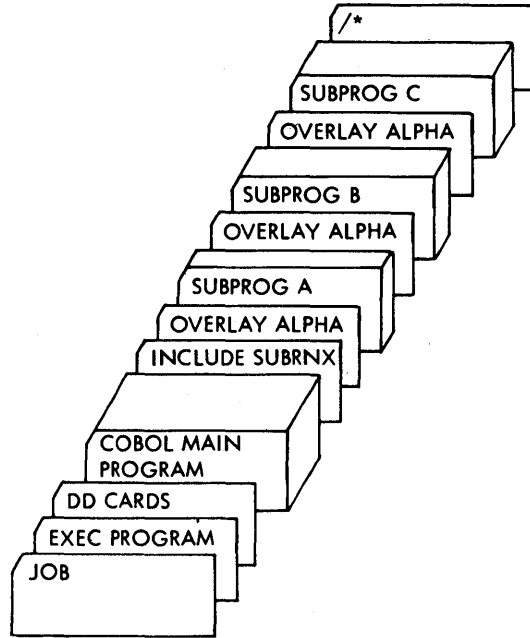 /*
SUBPROG C
OVERLAY ALPHA
SUBPROG B
OVERLAY ALPHA
SUBPROG A
OVERLAY ALPHA
INCLUDE SUBRNX
COBOL MAIN
PROGRAM
DD CARDS
EXEC PROGRAM
JOB